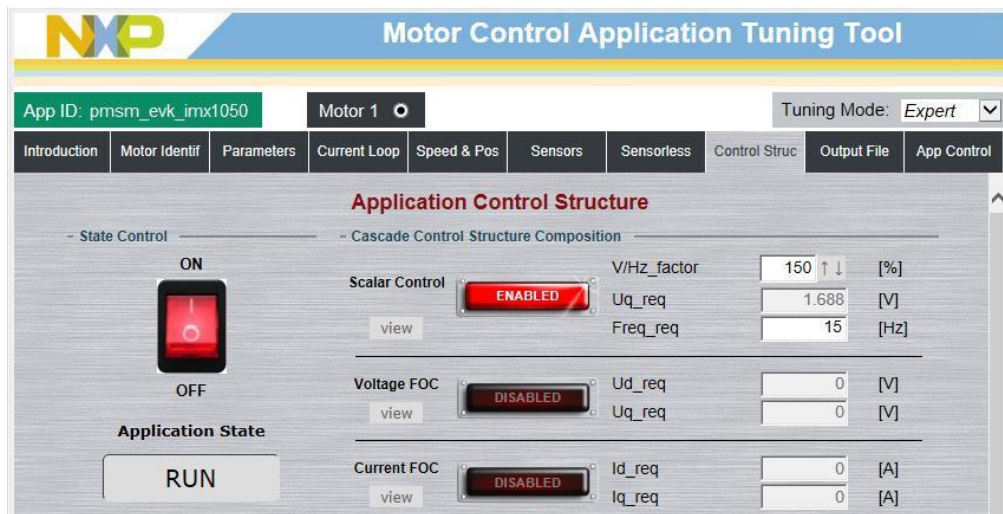 NXP
Motor Control Application Tuning Tool
App ID: pmsm_evk_imx1050
Motor 1
Tuning Mode: Expert
Introduction
Motor Identif
Parameters
Current Loop
Speed & Pos
Sensors
Sensorless
Control Struc
Output File
App Control
Application Control Structure
State Control
ON
OFF
Application State
RUN
Cascade Control Structure Composition
Scalar Control
ENABLED
view
V/Hz_factor 150 [%]
Uq_req 1.688 [V]
Freq_req 15 [Hz]
Voltage FOC
DISABLED
view
Ud_req 0 [V]
Uq_req 0 [V]
Current FOC
DISABLED
view
Id_req 0 [A]
Iq_req 0 [A]